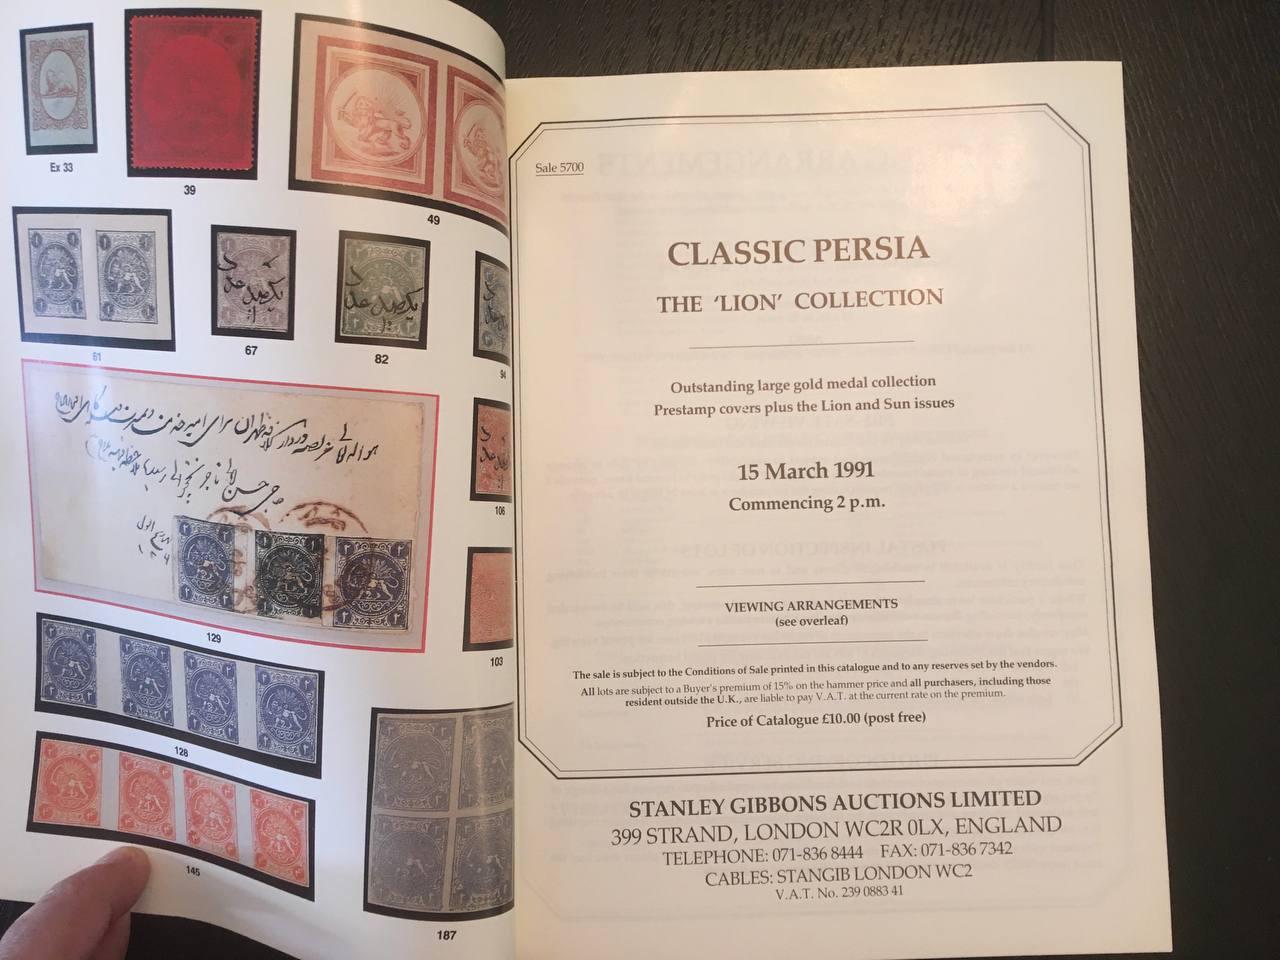 Ex 33
39
49
61
67
82
94
106
129
103
128
145
187
Sale 5700
CLASSIC PERSIA
THE 'LION' COLLECTION
Outstanding large gold medal collection
Prestamp covers plus the Lion and Sun issues
15 March 1991
Commencing 2 p.m.
VIEWING ARRANGEMENTS
(see overleaf)
The sale is subject to the Conditions of Sale printed in this catalogue and to any reserves set by the vendors.
All lots are subject to a Buyer's premium of 15% on the hammer price and all purchasers, including those
resident outside the U.K., are liable to pay V.A.T. at the current rate on the premium.
Price of Catalogue £10.00 (post free)
STANLEY GIBBONS AUCTIONS LIMITED
399 STRAND, LONDON WC2R 0LX, ENGLAND
TELEPHONE: 071-836 8444 FAX: 071-836 7342
CABLES: STANGIB LONDON WC2
V.A.T. No. 239 0883 41